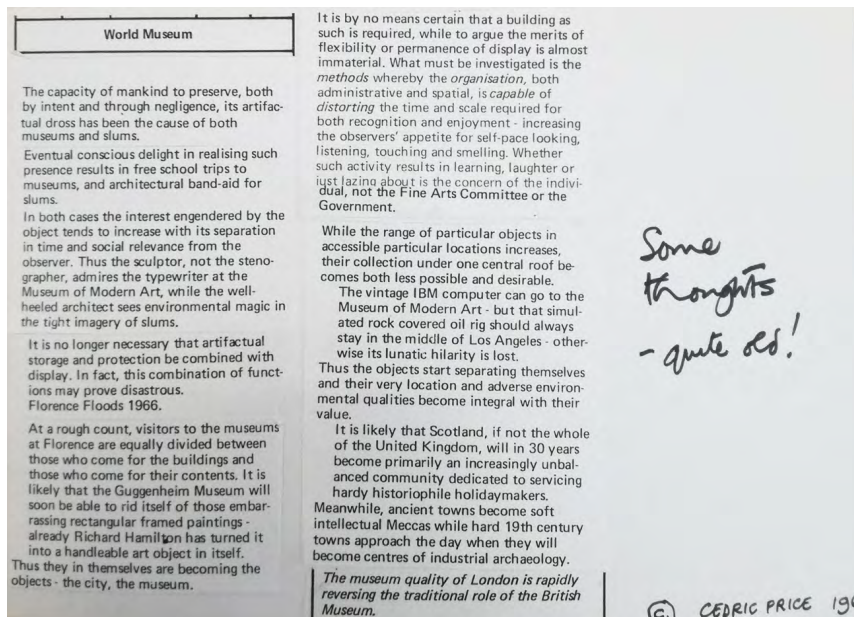 World Museum
The capacity of mankind to preserve, both
by intent and through negligence, its artifac-
tual dross has been the cause of both
museums and slums.
Eventual conscious delight in realising such
presence results in free school trips to
museums, and architectural band-aid for
slums.
In both cases the interest engendered by the
object tends to increase with its separation
in time and social relevance from the
observer. Thus the sculptor, not the steno-
grapher, admires the typewriter at the
Museum of Modern Art, while the well-
heeled architect sees environmental magic in
the tight imagery of slums.
It is no longer necessary that artifactual
storage and protection be combined with
display. In fact, this combination of funct-
ions may prove disastrous.
Florence Floods 1966.
At a rough count, visitors to the museums
at Florence are equally divided between
those who come for the buildings and
those who come for their contents. It is
likely that the Guggenheim Museum will
soon be able to rid itself of those embar-
rassing rectangular framed paintings -
already Richard Hamilton has turned it
into a handleable art object in itself.
Thus they in themselves are becoming the
objects - the city, the museum.
It is by no means certain that a building as
such is required, while to argue the merits of
flexibility or permanence of display is almost
immaterial. What must be investigated is the
methods whereby the organisation, both
administrative and spatial, is capable of
distorting the time and scale required for
both recognition and enjoyment - increasing
the observers' appetite for self-pace looking,
listening, touching and smelling. Whether
such activity results in learning, laughter or
just lazing about is the concern of the indivi-
dual, not the Fine Arts Committee or the
Government.
While the range of particular objects in
accessible particular locations increases,
their collection under one central roof be-
comes both less possible and desirable.
The vintage IBM computer can go to the
Museum of Modern Art - but that simul-
ated rock covered oil rig should always
stay in the middle of Los Angeles - other-
wise its lunatic hilarity is lost.
Thus the objects start separating themselves
and their very location and adverse environ-
mental qualities become integral with their
value.
It is likely that Scotland, if not the whole
of the United Kingdom, will in 30 years
become primarily an increasingly unbal-
anced community dedicated to servicing
hardy historiophile holidaymakers.
Meanwhile, ancient towns become soft
intellectual Meccas while hard 19th century
towns approach the day when they will
become centres of industrial archaeology.
The museum quality of London is rapidly
reversing the traditional role of the British
Museum.
Some
thoughts
- quite old!
© CEDRIC PRICE